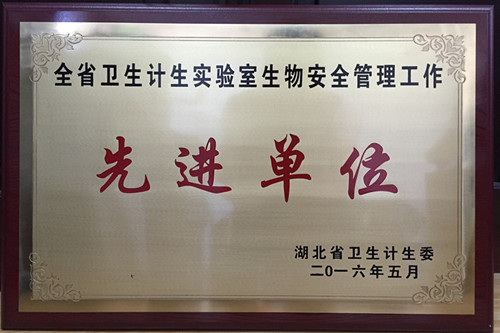 全省卫生计生实验室生物安全管理工作
先进单位
湖北省卫生计生委
二〇一六年五月